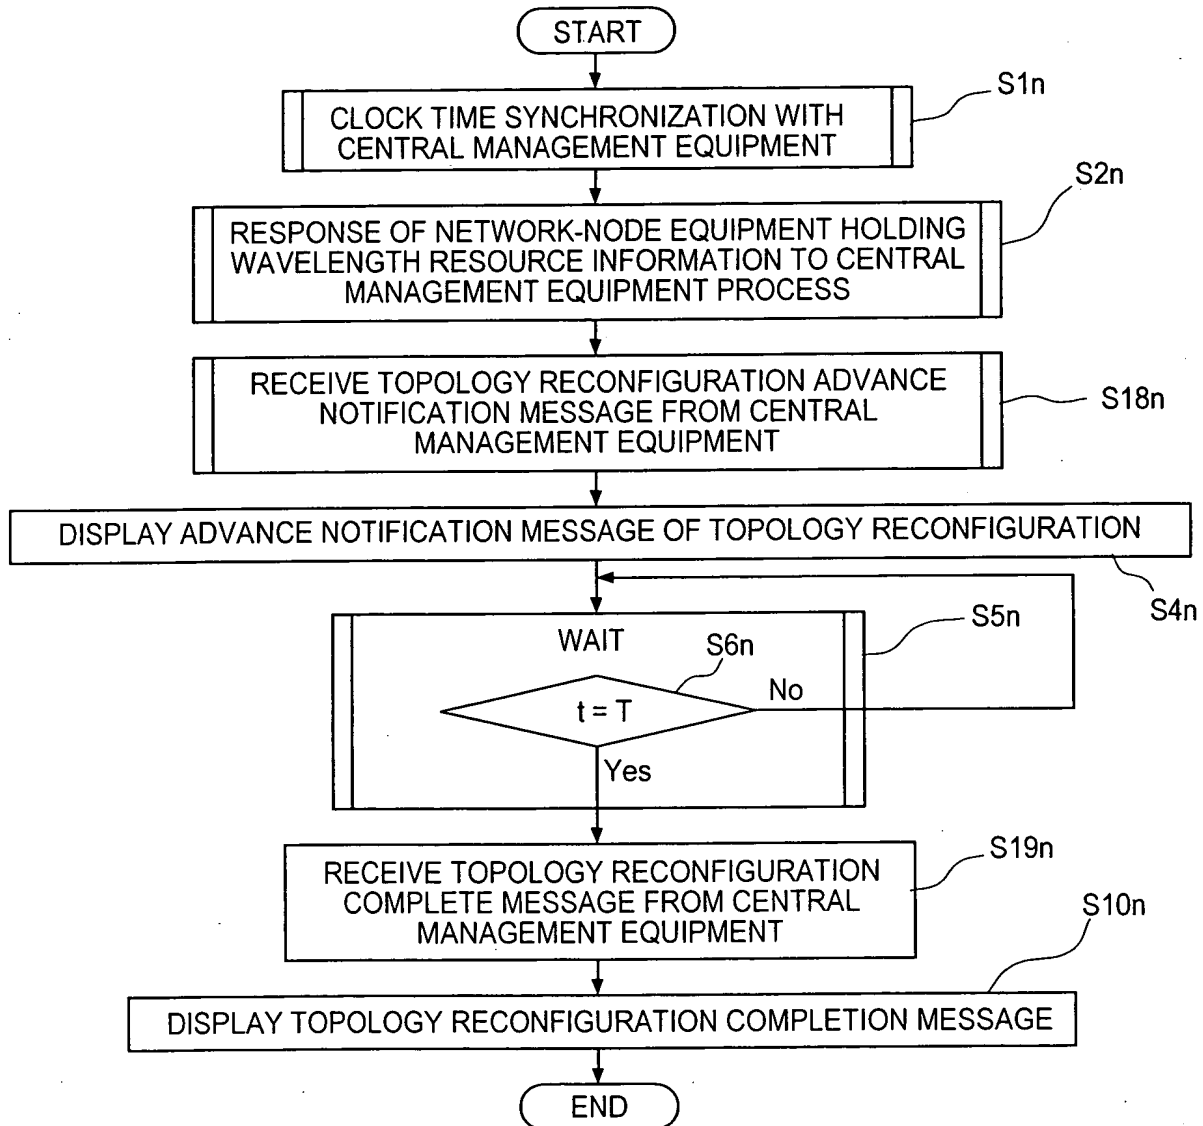 START
S1n
CLOCK TIME SYNCHRONIZATION WITH
CENTRAL MANAGEMENT EQUIPMENT
S2n
RESPONSE OF NETWORK-NODE EQUIPMENT HOLDING
WAVELENGTH RESOURCE INFORMATION TO CENTRAL
MANAGEMENT EQUIPMENT PROCESS
RECEIVE TOPOLOGY RECONFIGURATION ADVANCE
NOTIFICATION MESSAGE FROM CENTRAL
MANAGEMENT EQUIPMENT
S18n
DISPLAY ADVANCE NOTIFICATION MESSAGE OF TOPOLOGY RECONFIGURATION
S4n
S5n
WAIT
S6n
No
t = T
Yes
S19n
RECEIVE TOPOLOGY RECONFIGURATION
COMPLETE MESSAGE FROM CENTRAL
MANAGEMENT EQUIPMENT
S10n
DISPLAY TOPOLOGY RECONFIGURATION COMPLETION MESSAGE
END